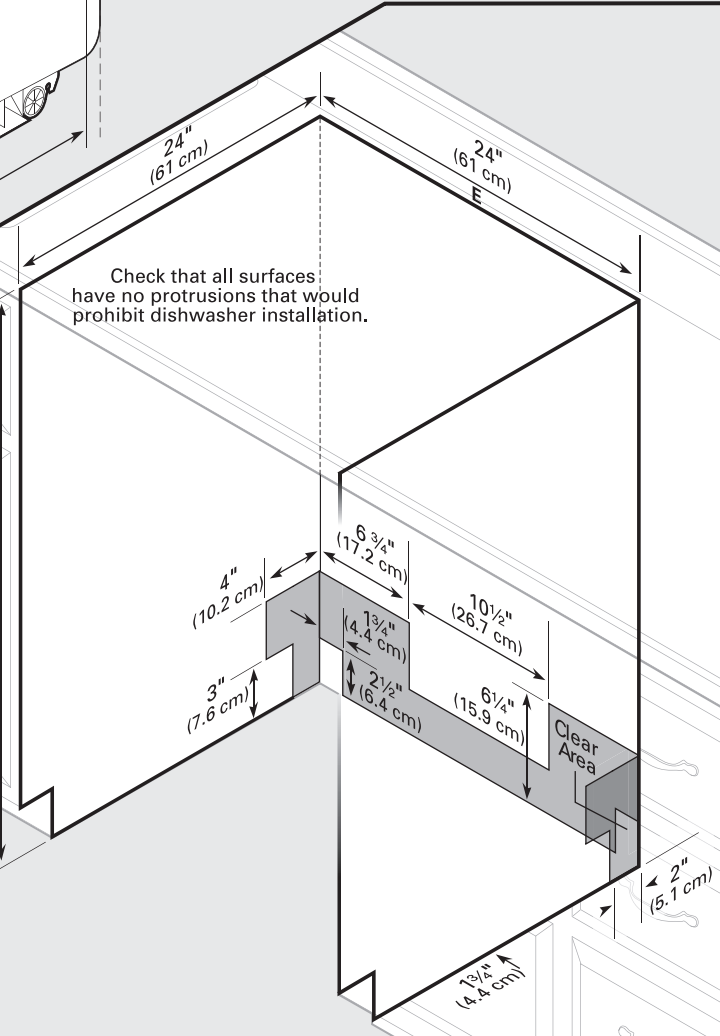 24"
(61 cm)
24"
(61 cm)
E
Check that all surfaces
have no protrusions that would
prohibit dishwasher installation.
6 3/4"
(17.2 cm)
4"
(10.2 cm)
10 1/2"
(26.7 cm)
1 3/4"
(4.4 cm)
3"
(7.6 cm)
2 1/2"
(6.4 cm)
6 1/4"
(15.9 cm)
Clear
Area
2"
(5.1 cm)
1 3/4"
(4.4 cm)